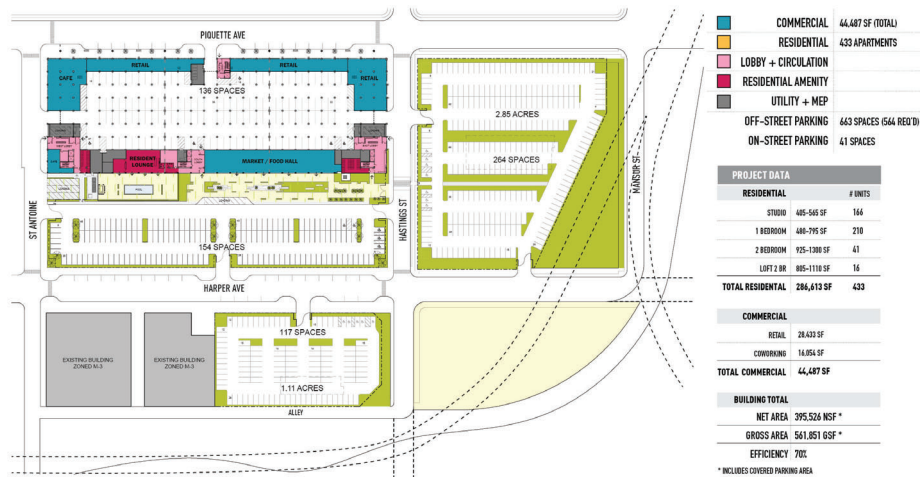 PIQUETTE AVE
CAFE
RETAIL
RETAIL
RETAIL
136 SPACES
RESIDENT
LOUNGE
MARKET / FOOD HALL
ST ANTOINE
HASTINGS ST
2.85 ACRES
264 SPACES
MANSION ST.
154 SPACES
HARPER AVE
EXISTING BUILDING
ZONED M-3
EXISTING BUILDING
ZONED M-3
117 SPACES
1.11 ACRES
ALLEY
COMMERCIAL 44,487 SF (TOTAL)
RESIDENTIAL 433 APARTMENTS
LOBBY + CIRCULATION
RESIDENTIAL AMENITY
UTILITY + MEP
OFF-STREET PARKING 663 SPACES (564 REQ'D)
ON-STREET PARKING 41 SPACES
PROJECT DATA
RESIDENTIAL # UNITS
STUDIO 405-565 SF 166
1 BEDROOM 480-795 SF 210
2 BEDROOM 925-1300 SF 41
LOFT 2 BR 805-1110 SF 16
TOTAL RESIDENTIAL 286,613 SF 433
COMMERCIAL
RETAIL 28,433 SF
COWORKING 16,054 SF
TOTAL COMMERCIAL 44,487 SF
BUILDING TOTAL
NET AREA 395,526 NSF *
GROSS AREA 561,851 GSF *
EFFICIENCY 70%
* INCLUDES COVERED PARKING AREA